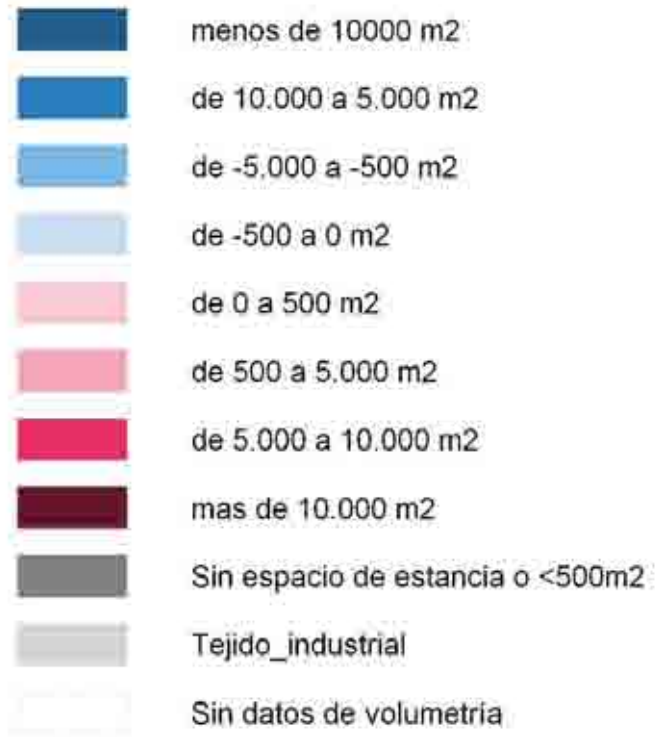 menos de 10000 m2
de 10.000 a 5.000 m2
de -5.000 a -500 m2
de -500 a 0 m2
de 0 a 500 m2
de 500 a 5.000 m2
de 5.000 a 10.000 m2
mas de 10.000 m2
Sin espacio de estancia o <500m2
Tejido_industrial
Sin datos de volumetría